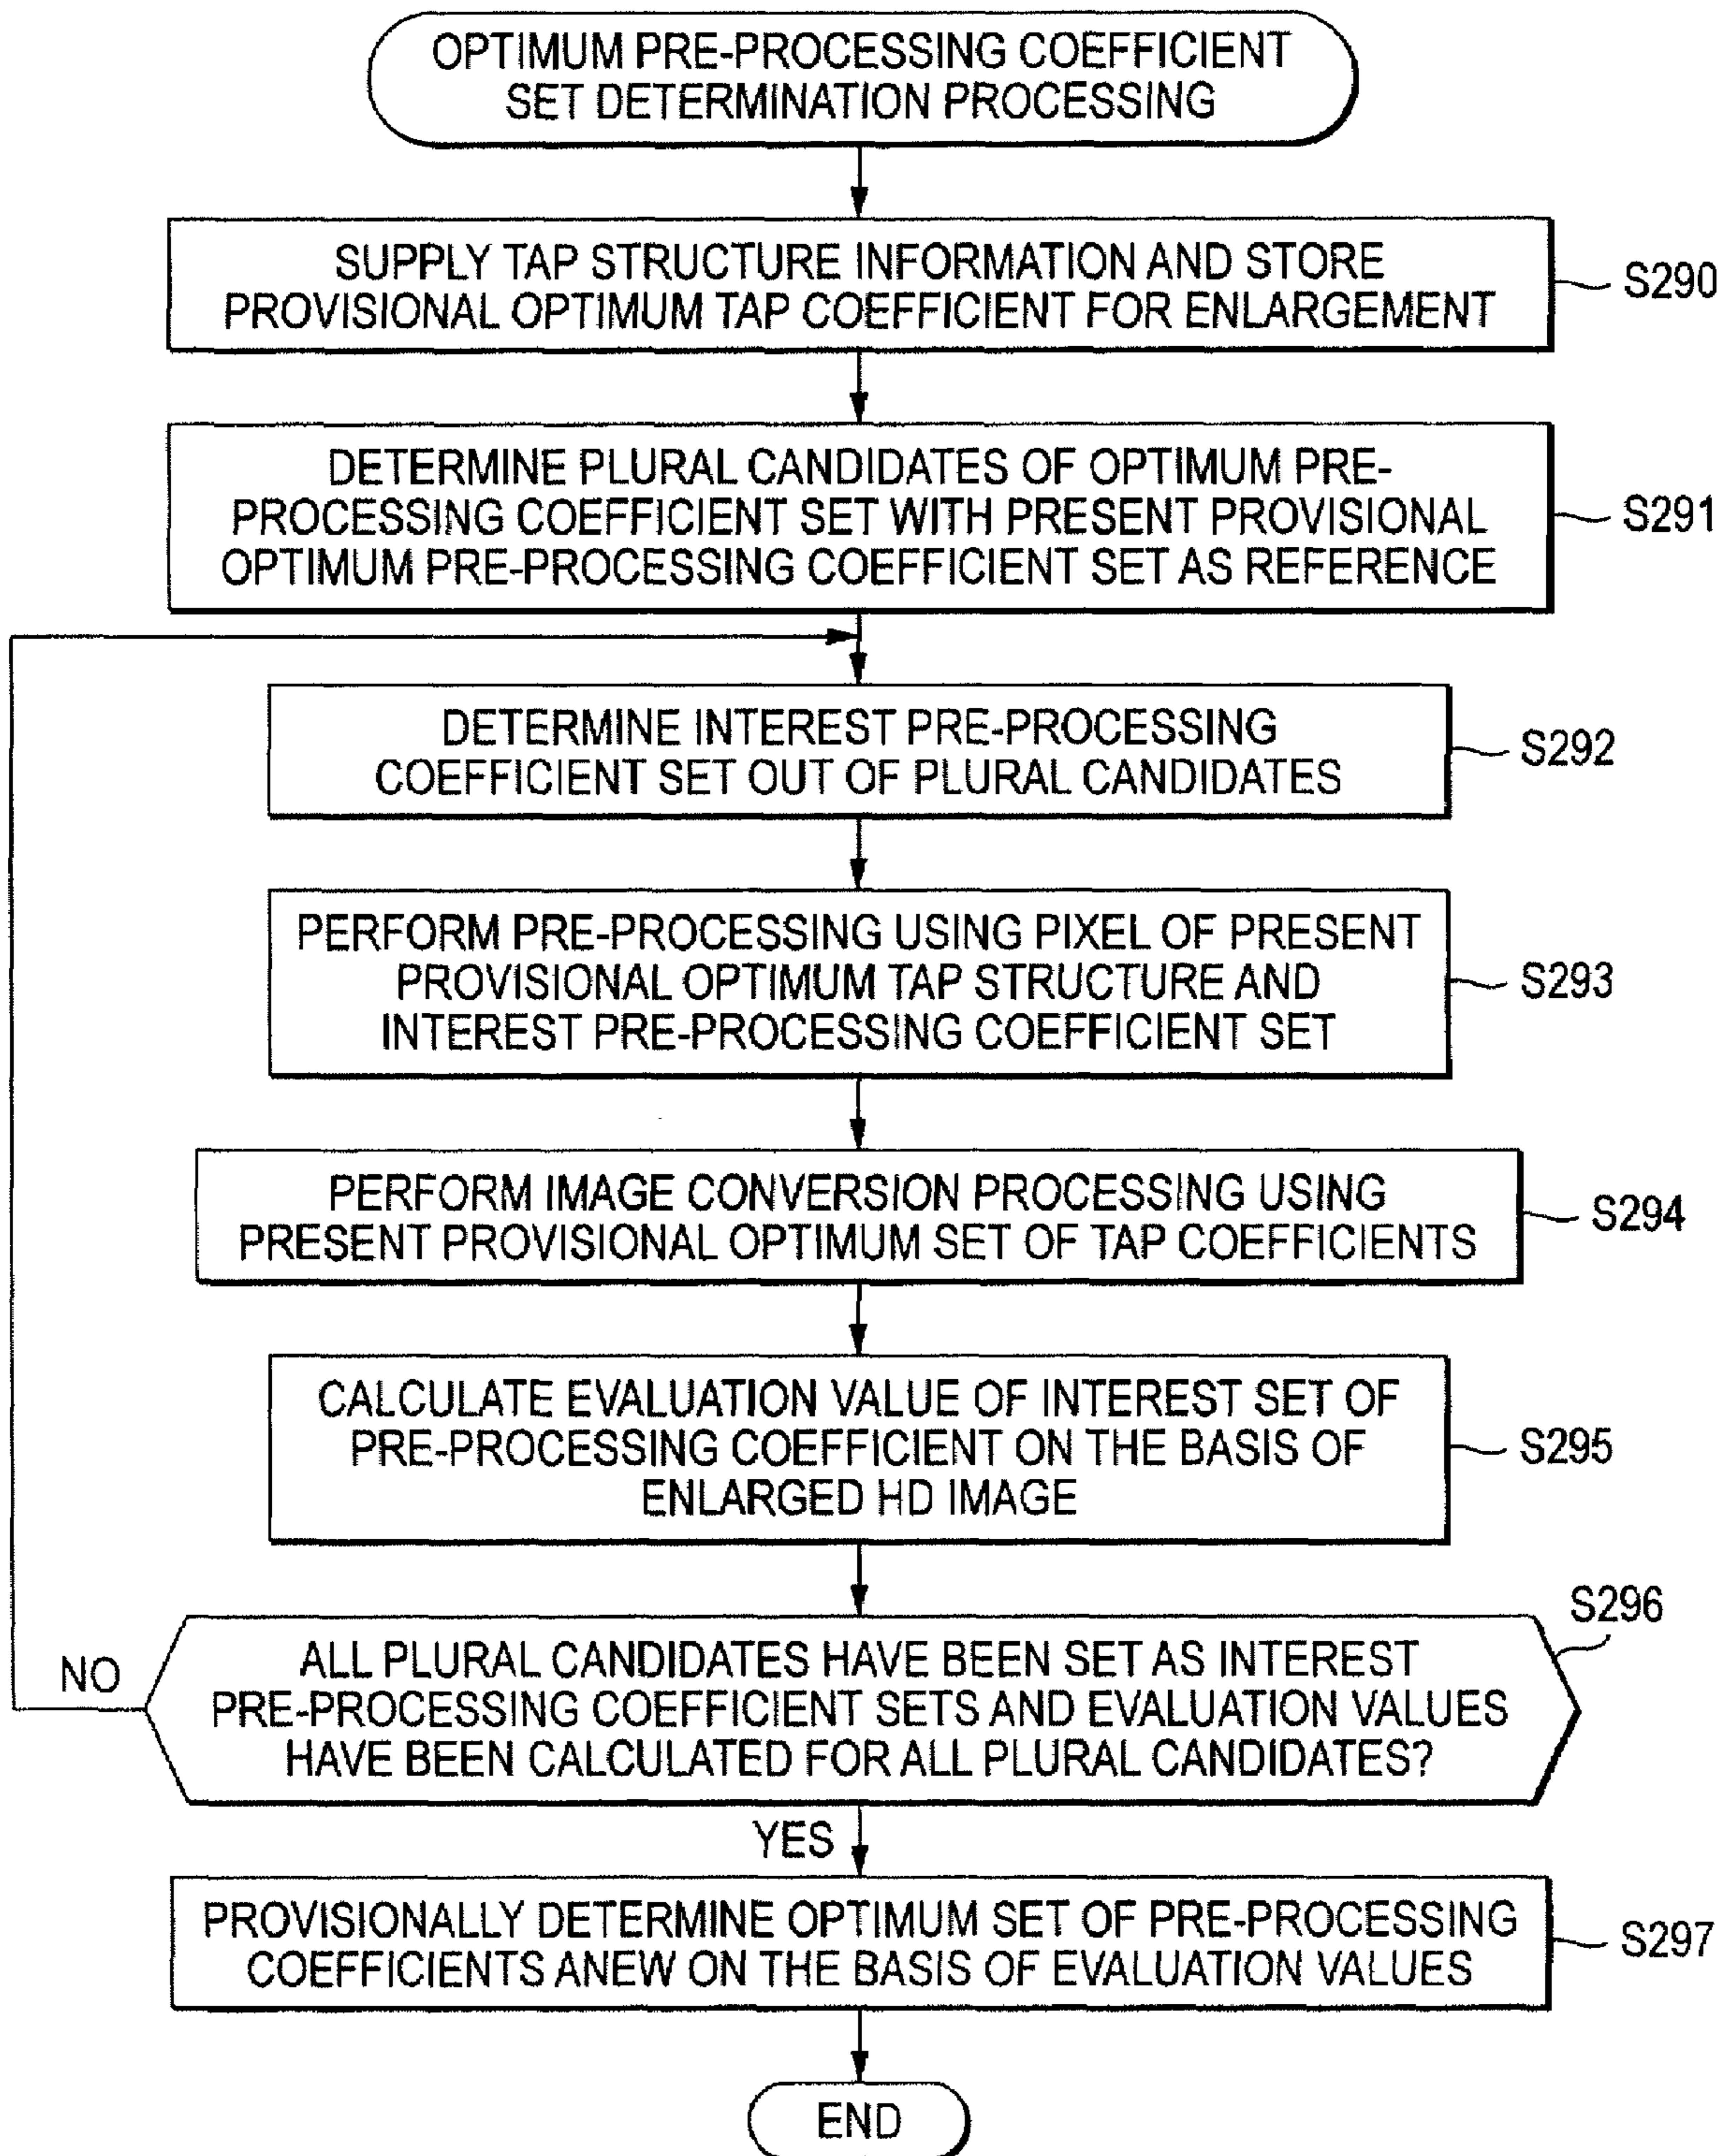 OPTIMUM PRE-PROCESSING COEFFICIENT
SET DETERMINATION PROCESSING
SUPPLY TAP STRUCTURE INFORMATION AND STORE
PROVISIONAL OPTIMUM TAP COEFFICIENT FOR ENLARGEMENT
S290
DETERMINE PLURAL CANDIDATES OF OPTIMUM PRE-
PROCESSING COEFFICIENT SET WITH PRESENT PROVISIONAL
OPTIMUM PRE-PROCESSING COEFFICIENT SET AS REFERENCE
S291
DETERMINE INTEREST PRE-PROCESSING
COEFFICIENT SET OUT OF PLURAL CANDIDATES
S292
PERFORM PRE-PROCESSING USING PIXEL OF PRESENT
PROVISIONAL OPTIMUM TAP STRUCTURE AND
INTEREST PRE-PROCESSING COEFFICIENT SET
S293
PERFORM IMAGE CONVERSION PROCESSING USING
PRESENT PROVISIONAL OPTIMUM SET OF TAP COEFFICIENTS
S294
CALCULATE EVALUATION VALUE OF INTEREST SET OF
PRE-PROCESSING COEFFICIENT ON THE BASIS OF
ENLARGED HD IMAGE
S295
S296
ALL PLURAL CANDIDATES HAVE BEEN SET AS INTEREST
PRE-PROCESSING COEFFICIENT SETS AND EVALUATION VALUES
HAVE BEEN CALCULATED FOR ALL PLURAL CANDIDATES?
NO
YES
PROVISIONALLY DETERMINE OPTIMUM SET OF PRE-PROCESSING
COEFFICIENTS ANEW ON THE BASIS OF EVALUATION VALUES
S297
END